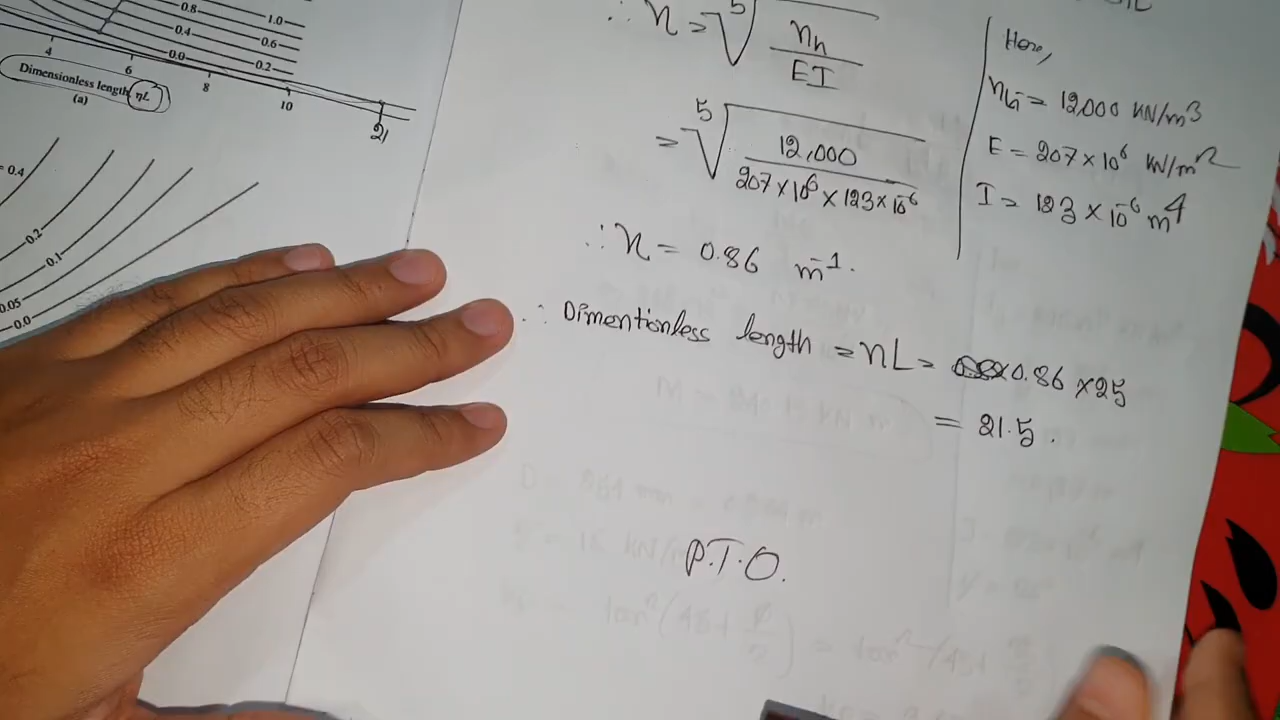 0.8
1.0
0.4
0.6
0.0
0.2
4
6
8
10
21
Dimensionless length, ηL
(a)
0.4
0.2
0.1
0.05
0.0
∴ η = ⁵√(ηh / EI)
= ⁵√(12,000 / 207 × 10⁶ × 123 × 10⁻⁶)
∴ η = 0.86 m⁻¹.
∴ Dimentionless length = ηL = 0.86 × 25
= 21.5.
P.T.O.
Here,
ηh = 12,000 KN/m³
E = 207 × 10⁶ KN/m²
I = 123 × 10⁻⁶ m⁴